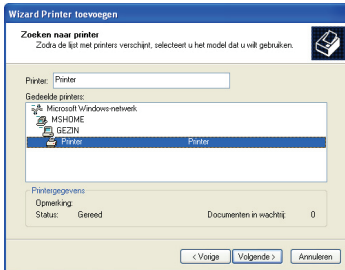 Wizard Printer toevoegen
Zoeken naar printer
Zodra de lijst met printers verschijnt, selecteert u het model dat u wilt gebruiken.
Printer: Printer
Gedeelde printers:
Microsoft Windows-netwerk
MSHOME
GEZIN
Printer Printer
Printergegevens
Opmerking:
Status: Gereed Documenten in wachtrij: 0
< Vorige Volgende > Annuleren